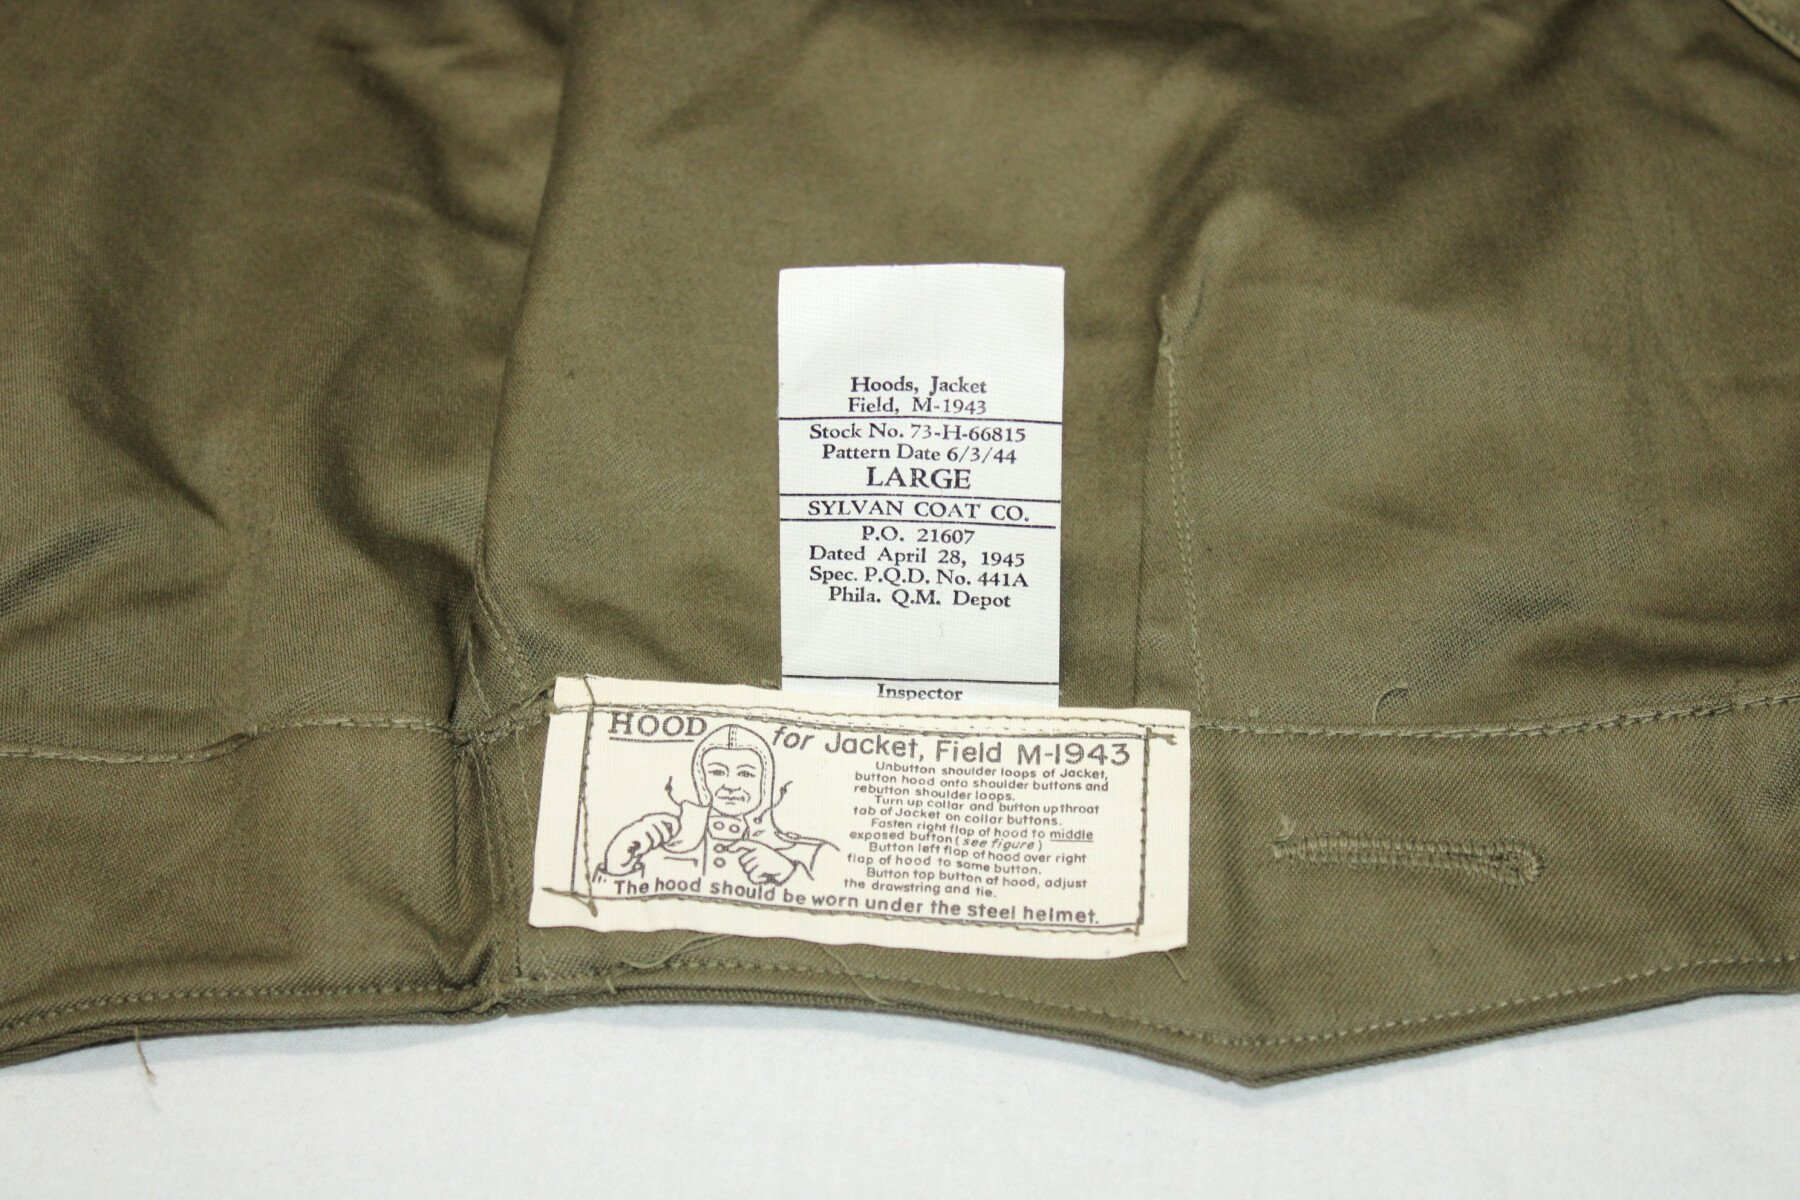 Hoods, Jacket
Field, M-1943
Stock No. 73-H-66815
Pattern Date 6/3/44
LARGE
SYLVAN COAT CO.
P.O. 21607
Dated April 28, 1945
Spec. P.Q.D. No. 441A
Phila. Q.M. Depot
Inspector
HOOD for Jacket, Field M-1943
Unbutton shoulder loops of Jacket,
button hood onto shoulder buttons and
rebutton shoulder loops.
Turn up collar and button up throat
tab of Jacket on collar buttons.
Fasten right flap of hood to middle
exposed button (see figure)
Button left flap of hood over right
flap of hood to same button.
Button top button of hood, adjust
the drawstring and tie.
The hood should be worn under the steel helmet.